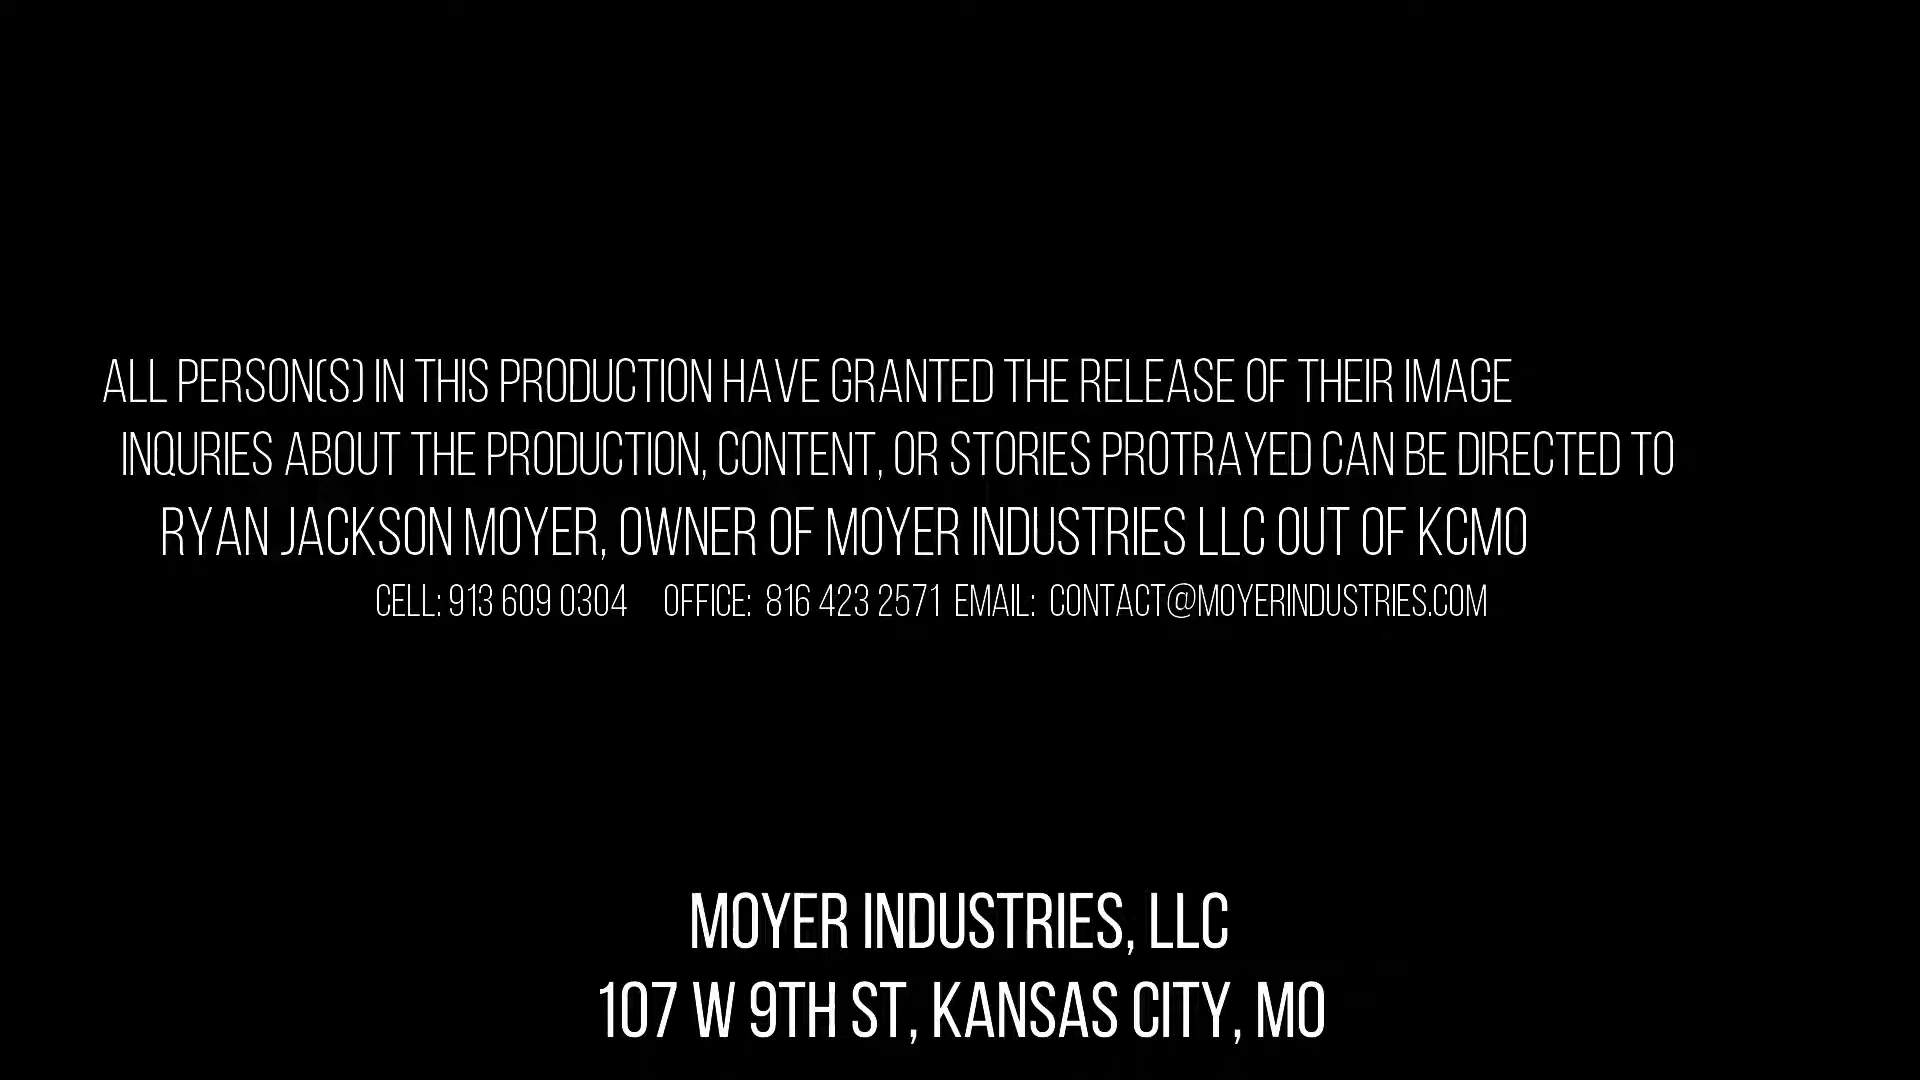 ALL PERSON(S) IN THIS PRODUCTION HAVE GRANTED THE RELEASE OF THEIR IMAGE
INQURIES ABOUT THE PRODUCTION, CONTENT, OR STORIES PROTRAYED CAN BE DIRECTED TO
RYAN JACKSON MOYER, OWNER OF MOYER INDUSTRIES LLC OUT OF KCMO
CELL: 913 609 0304 OFFICE: 816 423 2571 EMAIL: CONTACT@MOYERINDUSTRIES.COM
MOYER INDUSTRIES, LLC
107 W 9TH ST, KANSAS CITY, MO